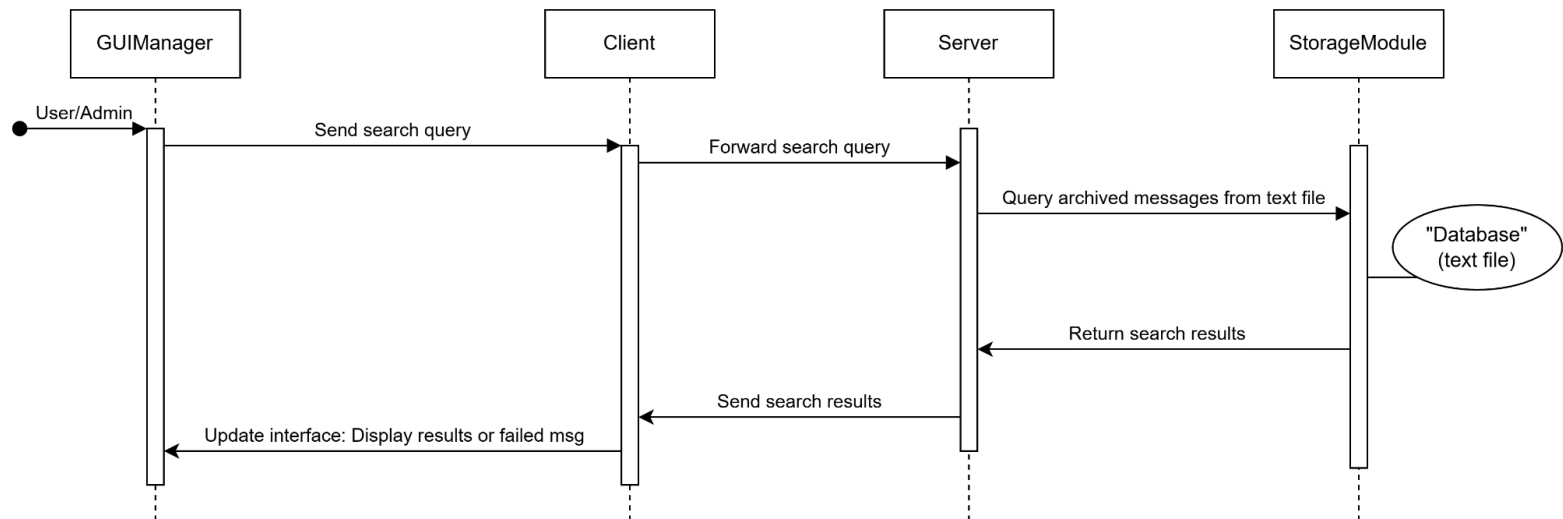 GUIManager
Client
Server
StorageModule
User/Admin
Send search query
Forward search query
Query archived messages from text file
"Database"
(text file)
Return search results
Send search results
Update interface: Display results or failed msg